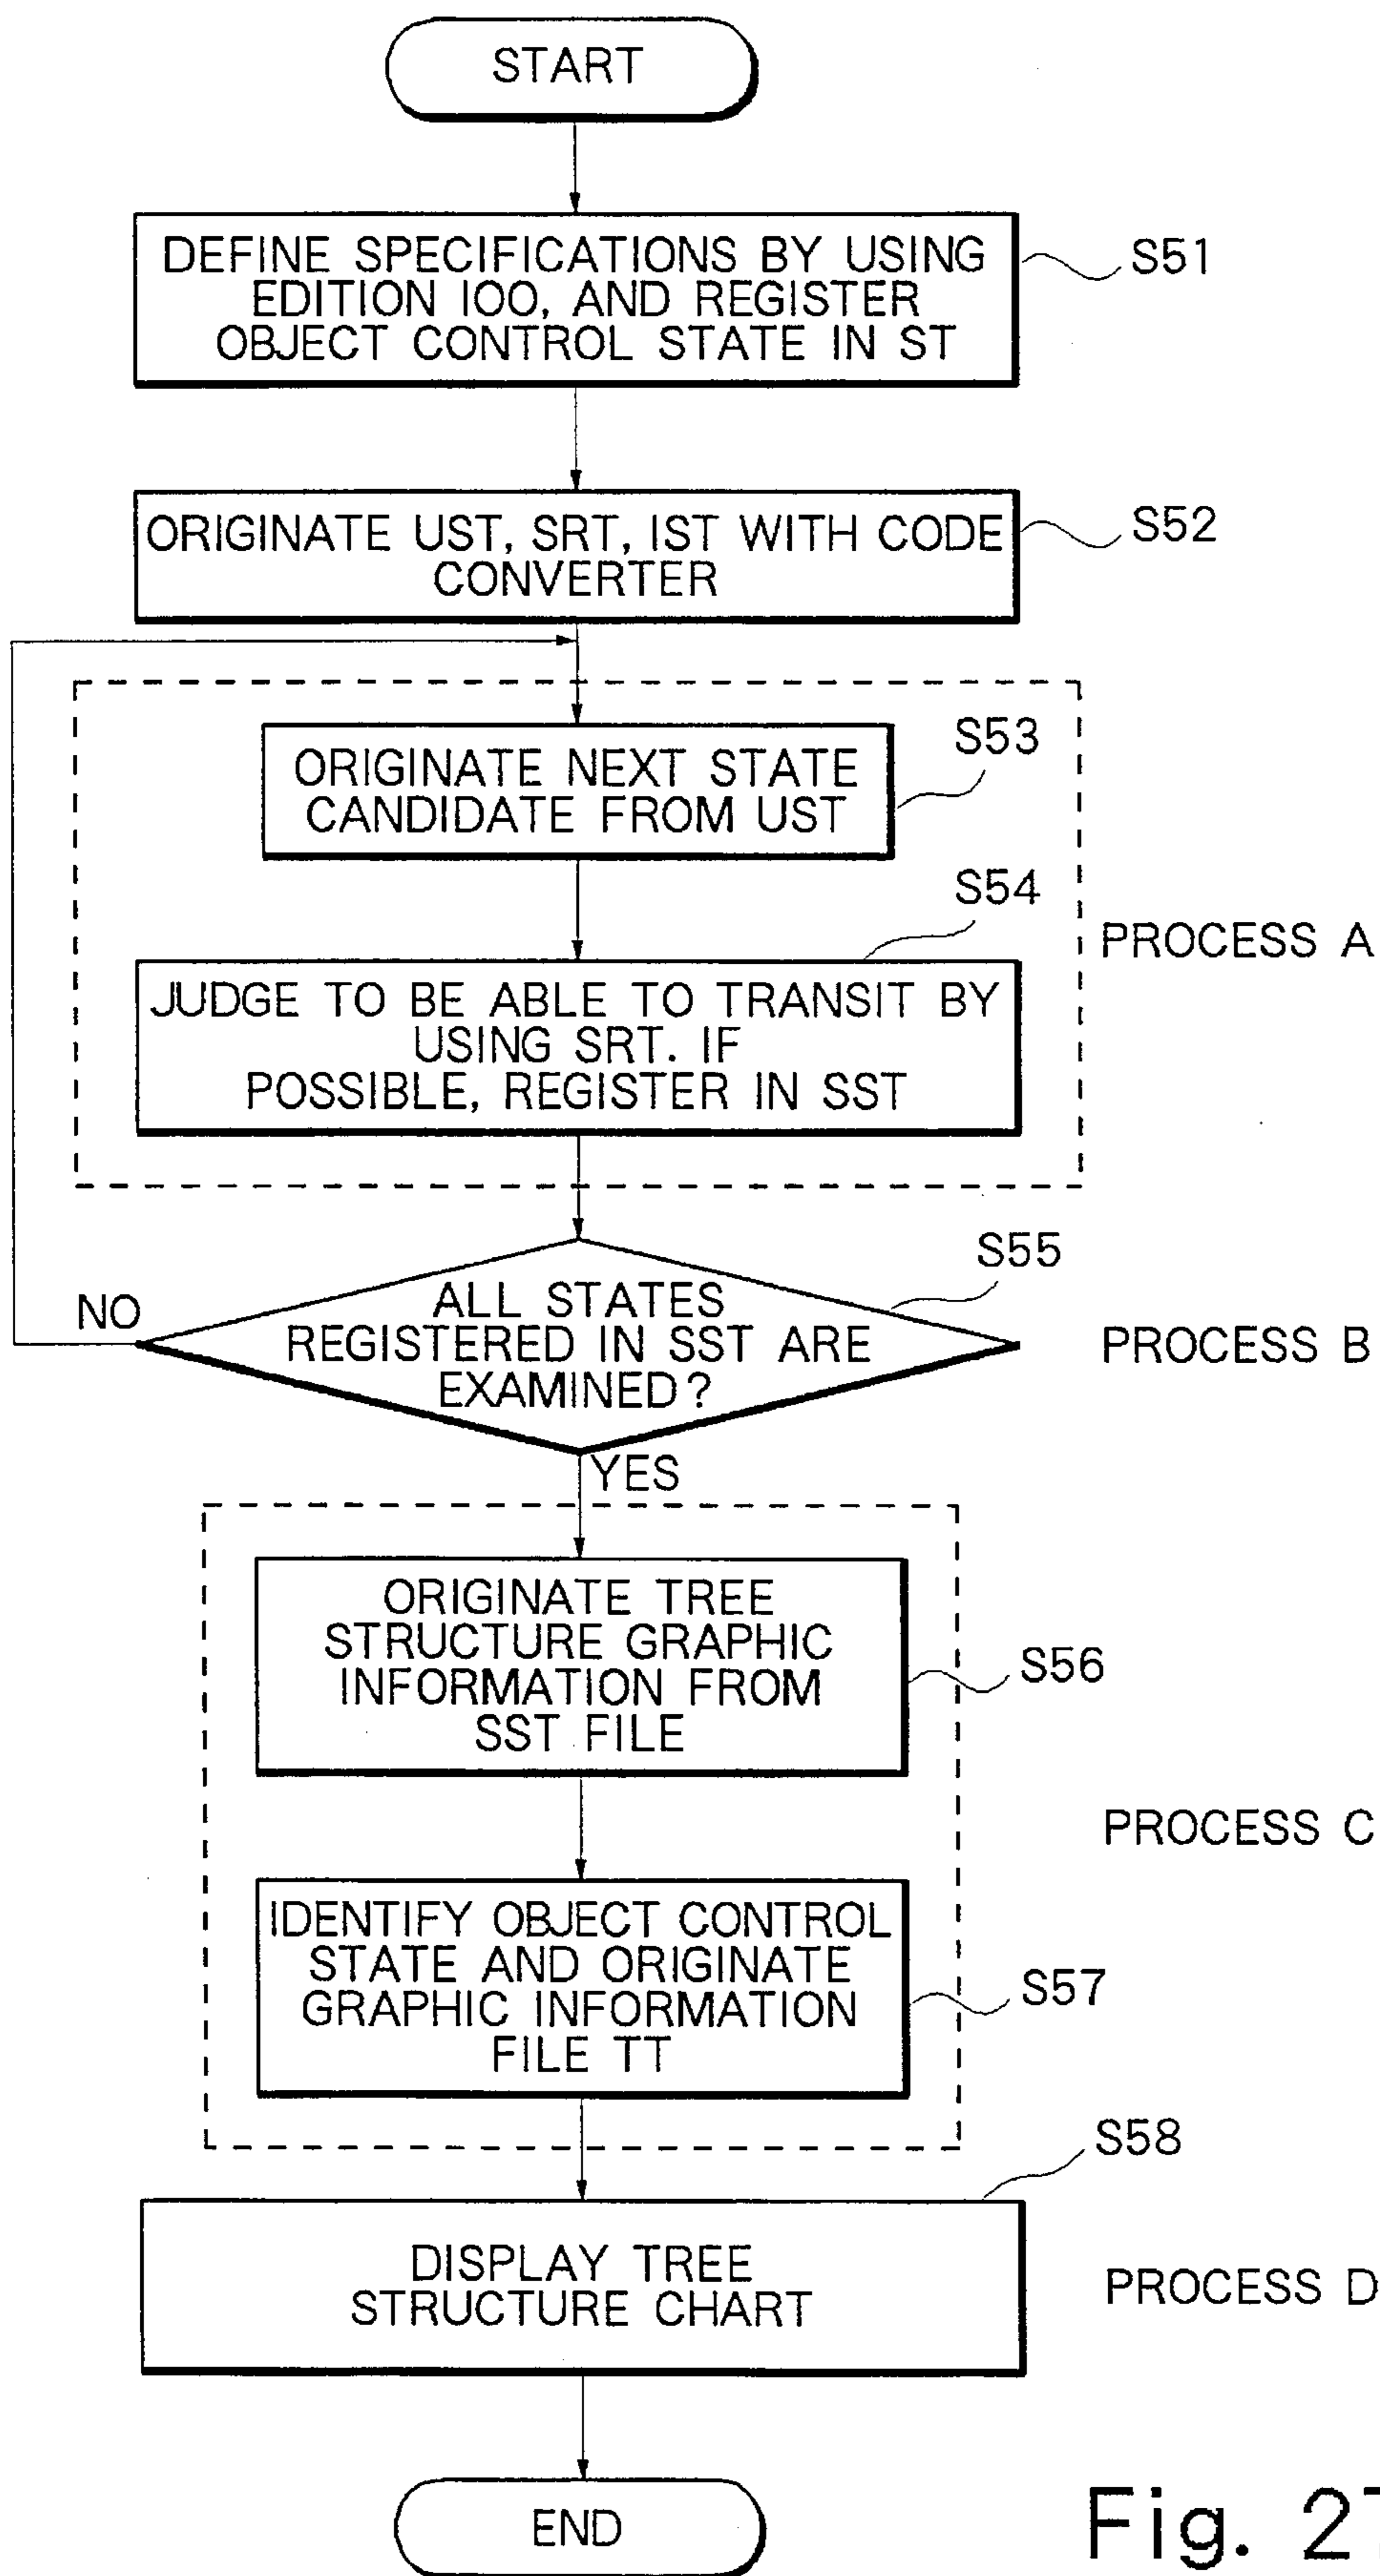 START
DEFINE SPECIFICATIONS BY USING
EDITION 100, AND REGISTER
OBJECT CONTROL STATE IN ST
S51
ORIGINATE UST, SRT, IST WITH CODE
CONVERTER
S52
S53
ORIGINATE NEXT STATE
CANDIDATE FROM UST
S54
PROCESS A
JUDGE TO BE ABLE TO TRANSIT BY
USING SRT. IF
POSSIBLE, REGISTER IN SST
S55
NO
ALL STATES
REGISTERED IN SST ARE
EXAMINED?
PROCESS B
YES
ORIGINATE TREE
STRUCTURE GRAPHIC
INFORMATION FROM
SST FILE
S56
PROCESS C
IDENTIFY OBJECT CONTROL
STATE AND ORIGINATE
GRAPHIC INFORMATION
FILE TT
S57
S58
DISPLAY TREE
STRUCTURE CHART
PROCESS D
END
Fig. 27